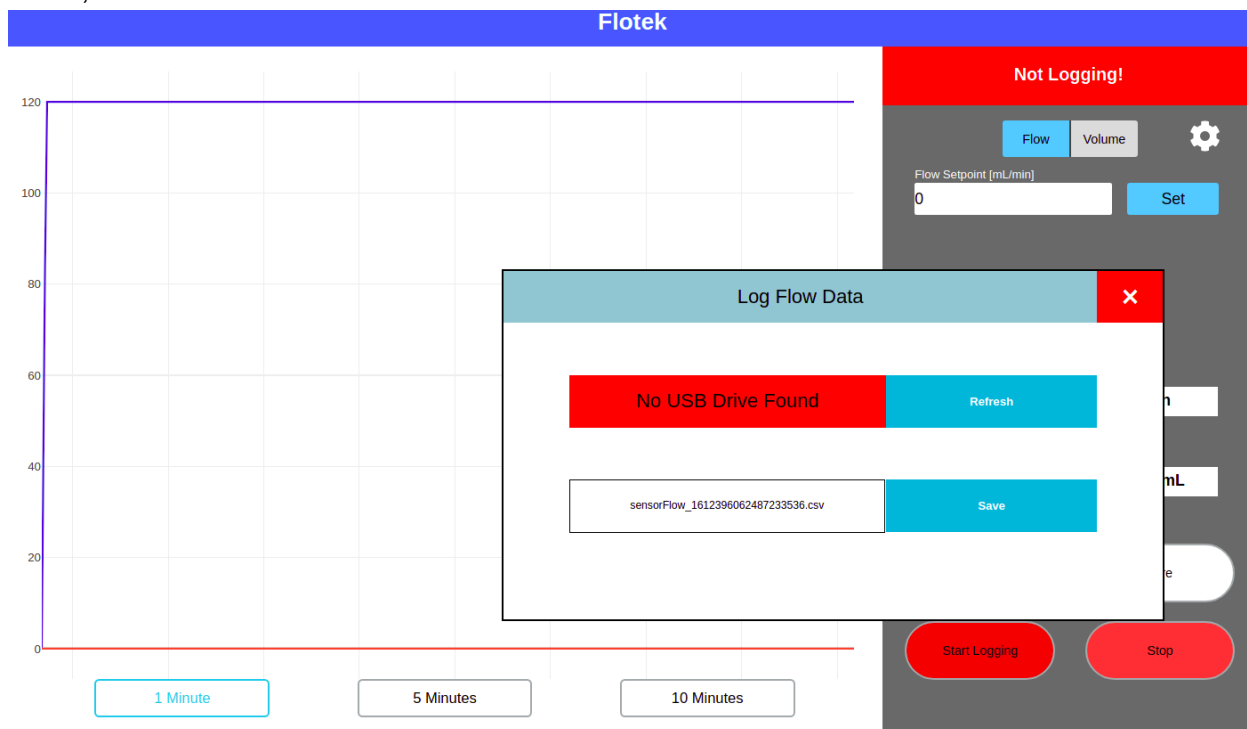 Flotek
Not Logging!
120
100
80
60
40
20
0
Flow Volume
Flow Setpoint [mL/min]
0 Set
Log Flow Data ×
No USB Drive Found Refresh
sensorFlow_1612396062487233536.csv Save
mL
Start Logging Stop
1 Minute 5 Minutes 10 Minutes